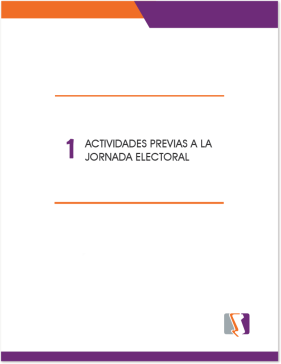 1
ACTIVIDADES PREVIAS A LA
JORNADA ELECTORAL